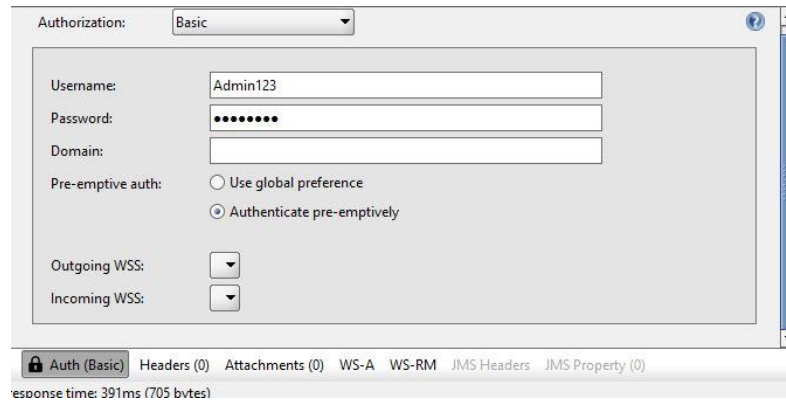 Authorization: Basic
Username: Admin123
Password: ●●●●●●●●
Domain:
Pre-emptive auth: Use global preference
Authenticate pre-emptively
Outgoing WSS:
Incoming WSS:
Auth (Basic) Headers (0) Attachments (0) WS-A WS-RM JMS Headers JMS Property (0)
response time: 391ms (705 bytes)